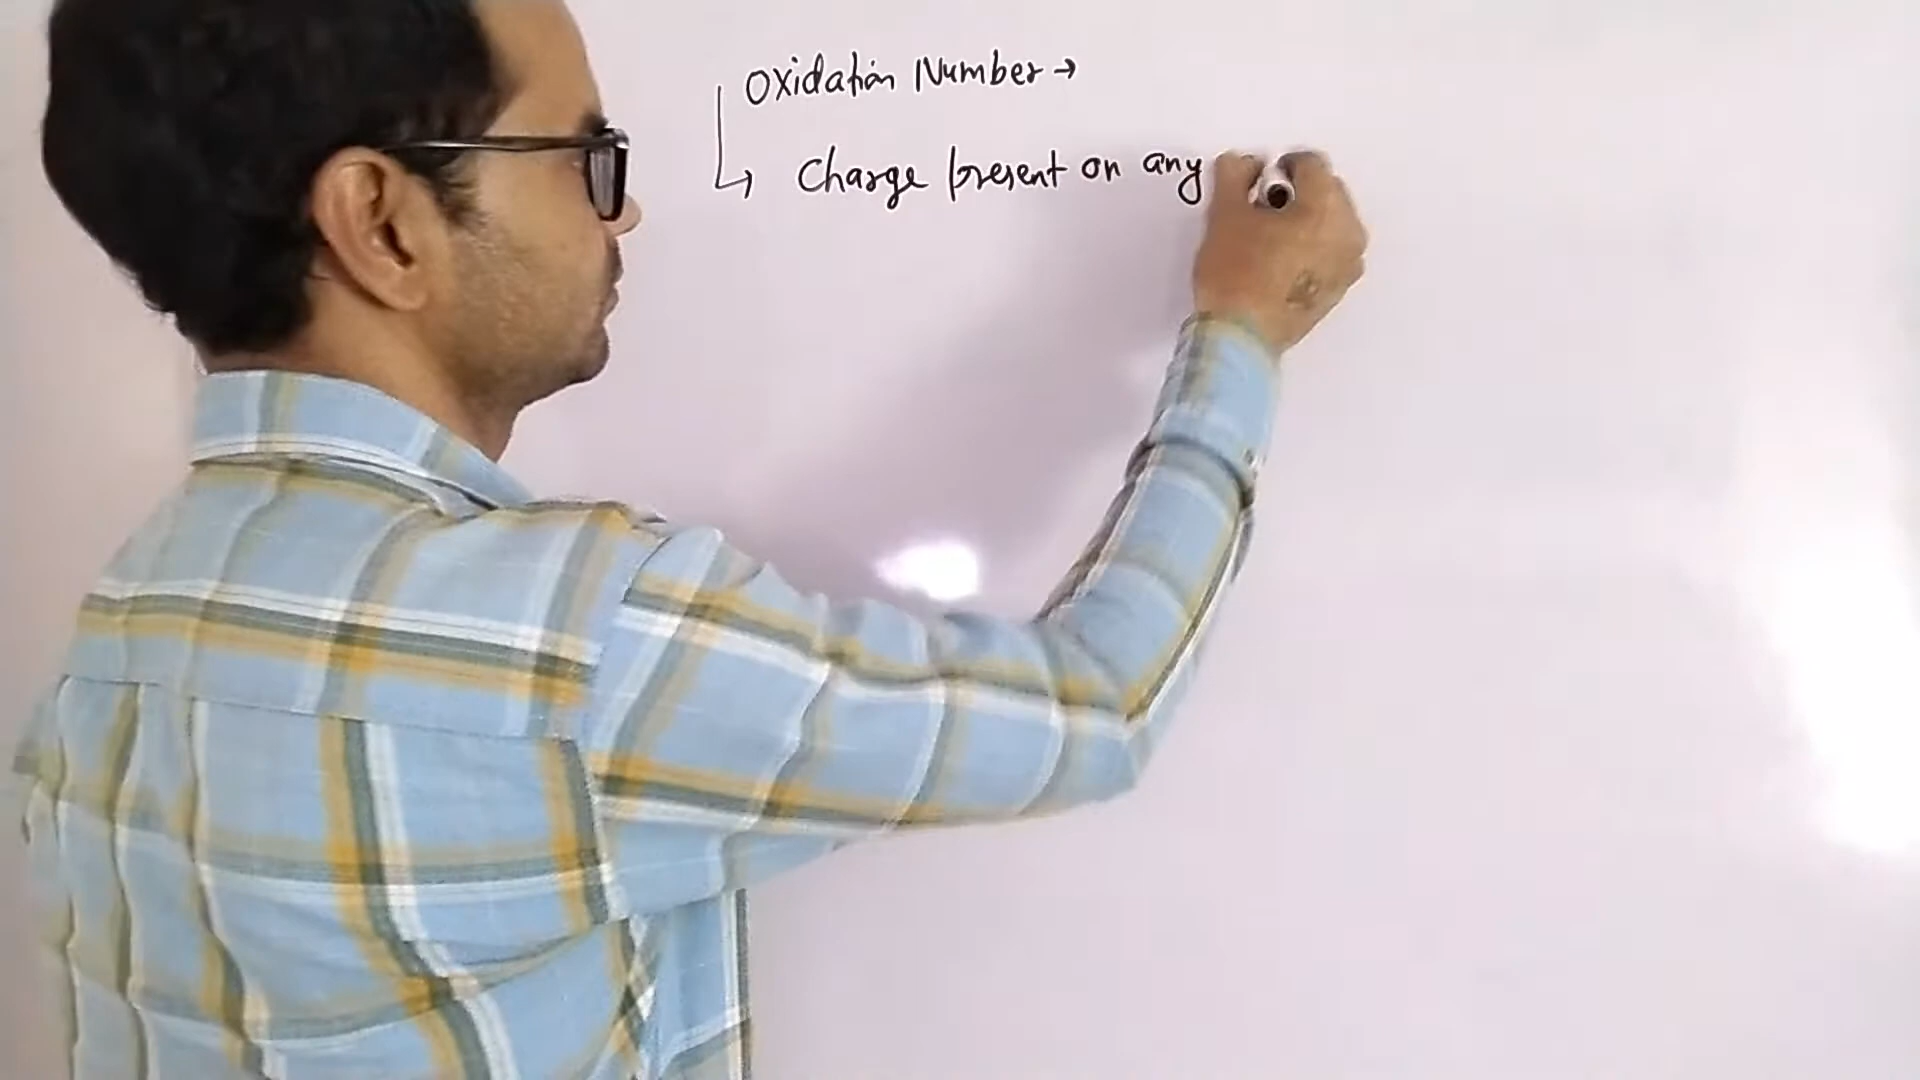 Oxidation Number →
↳ Charge present on any